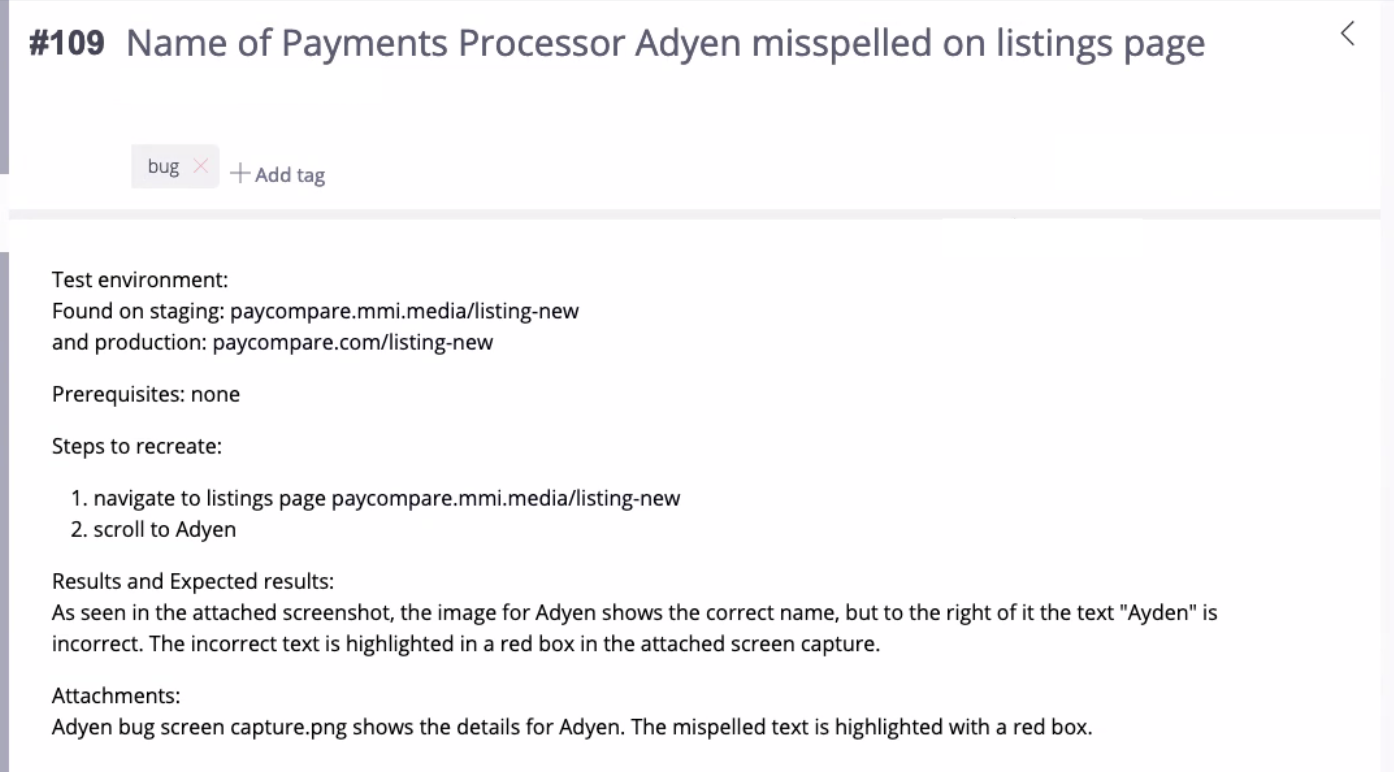 #109 Name of Payments Processor Adyen misspelled on listings page
bug
Add tag
Test environment:
Found on staging: paycompare.mmi.media/listing-new
and production: paycompare.com/listing-new
Prerequisites: none
Steps to recreate:
1. navigate to listings page paycompare.mmi.media/listing-new
2. scroll to Adyen
Results and Expected results:
As seen in the attached screenshot, the image for Adyen shows the correct name, but to the right of it the text "Ayden" is
incorrect. The incorrect text is highlighted in a red box in the attached screen capture.
Attachments:
Adyen bug screen capture.png shows the details for Adyen. The mispelled text is highlighted with a red box.